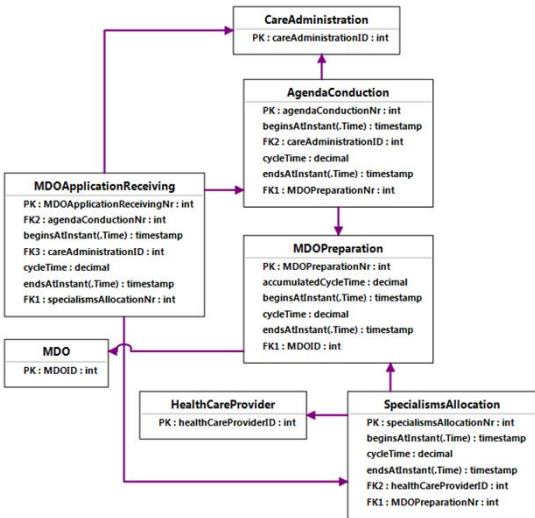 CareAdministration
PK : careAdministrationID : int
AgendaConduction
PK : agendaConductionNr : int
beginsAtInstant(.Time) : timestamp
FK2 : careAdministrationID : int
cycleTime : decimal
endsAtInstant(.Time) : timestamp
FK1 : MDOPreparationNr : int
MDOApplicationReceiving
PK : MDOApplicationReceivingNr : int
FK2 : agendaConductionNr : int
beginsAtInstant(.Time) : timestamp
FK3 : careAdministrationID : int
cycleTime : decimal
endsAtInstant(.Time) : timestamp
FK1 : specialismsAllocationNr : int
MDOPreparation
PK : MDOPreparationNr : int
accumulatedCycleTime : decimal
beginsAtInstant(.Time) : timestamp
cycleTime : decimal
endsAtInstant(.Time) : timestamp
FK1 : MDOID : int
MDO
PK : MDOID : int
HealthCareProvider
PK : healthCareProviderID : int
SpecialismsAllocation
PK : specialismsAllocationNr : int
beginsAtInstant(.Time) : timestamp
cycleTime : decimal
endsAtInstant(.Time) : timestamp
FK2 : healthCareProviderID : int
FK1 : MDOPreparationNr : int